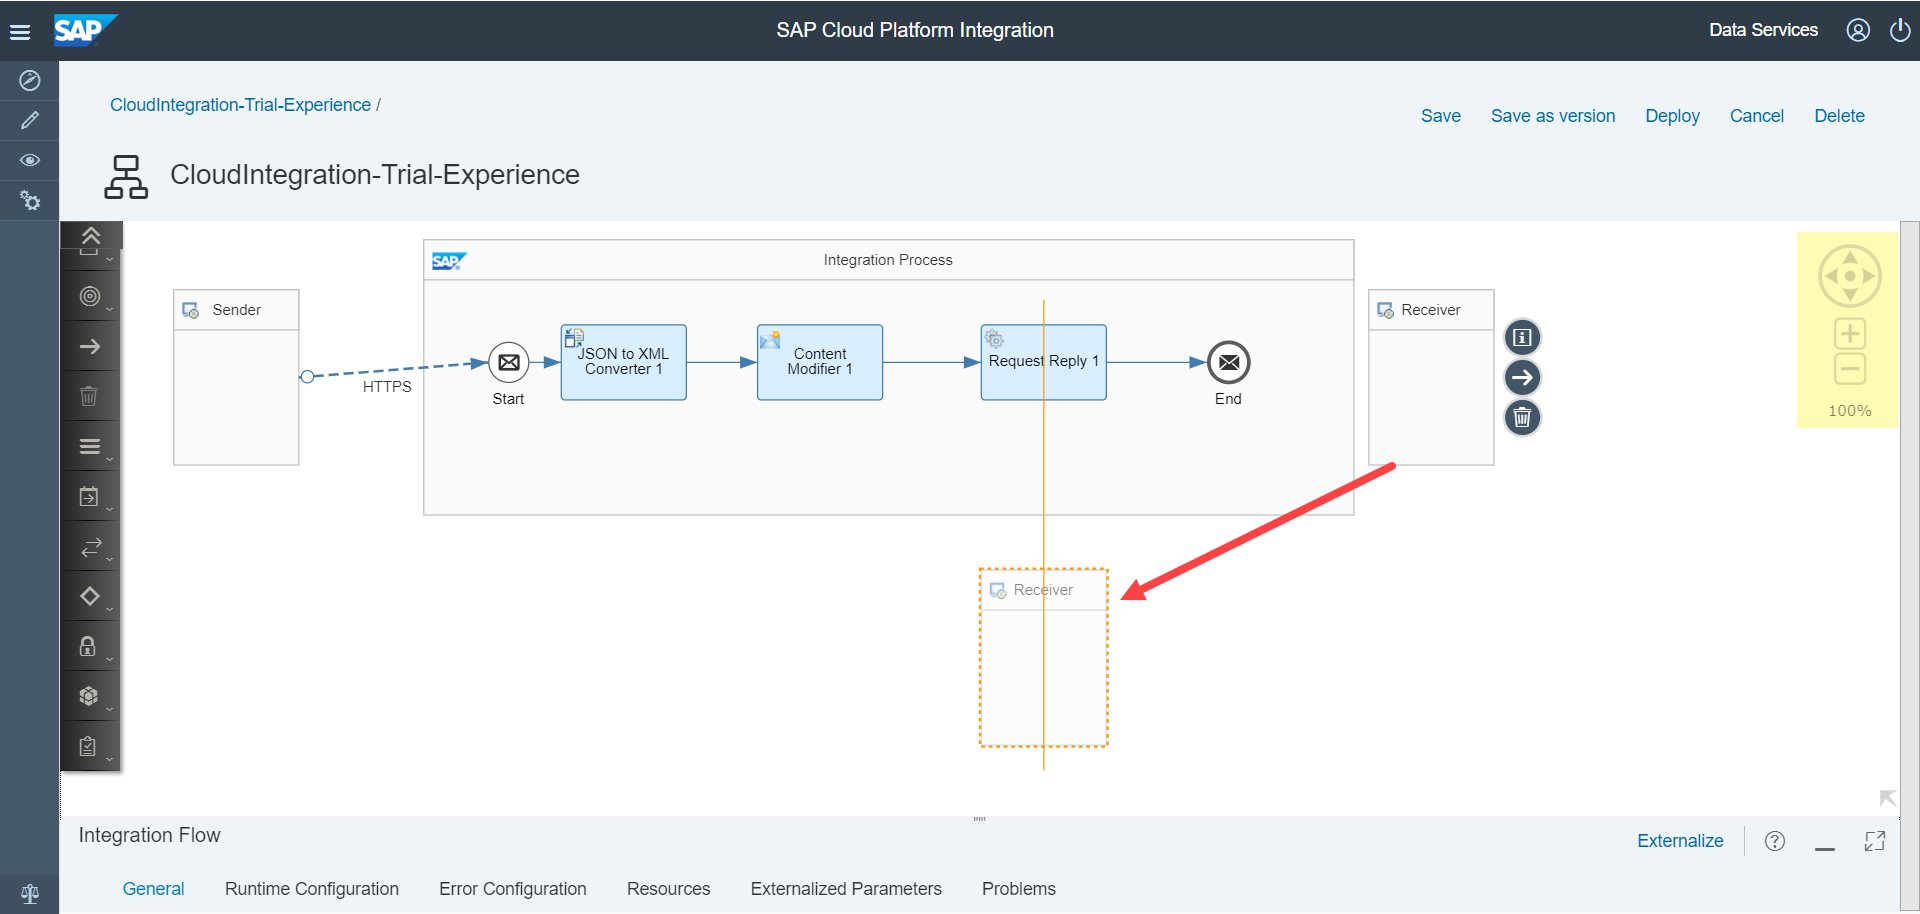 SAP
SAP Cloud Platform Integration
Data Services
CloudIntegration-Trial-Experience /
Save
Save as version
Deploy
Cancel
Delete
CloudIntegration-Trial-Experience
SAP
Integration Process
Sender
Receiver
HTTPS
Start
JSON to XML
Converter 1
Content
Modifier 1
Request Reply 1
End
100%
Receiver
Integration Flow
Externalize
General
Runtime Configuration
Error Configuration
Resources
Externalized Parameters
Problems